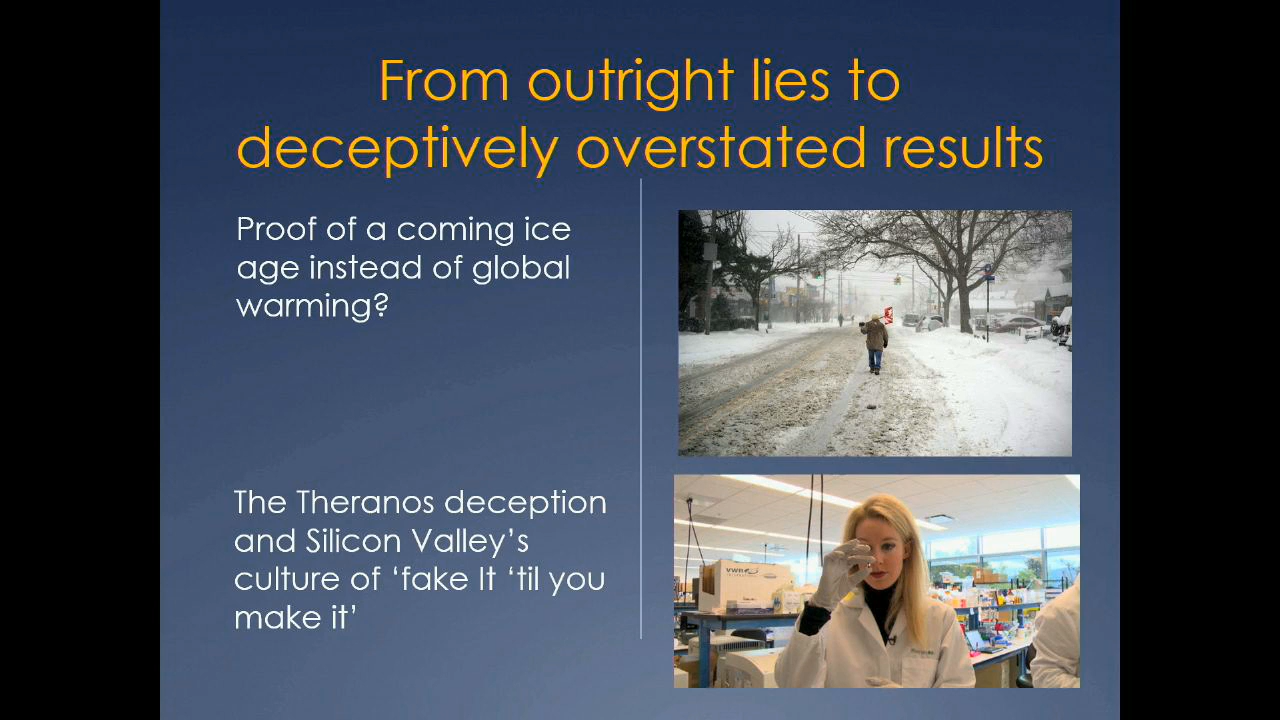 From outright lies to
deceptively overstated results
Proof of a coming ice
age instead of global
warming?
The Theranos deception
and Silicon Valley’s
culture of ‘fake It ‘til you
make it’
VWR